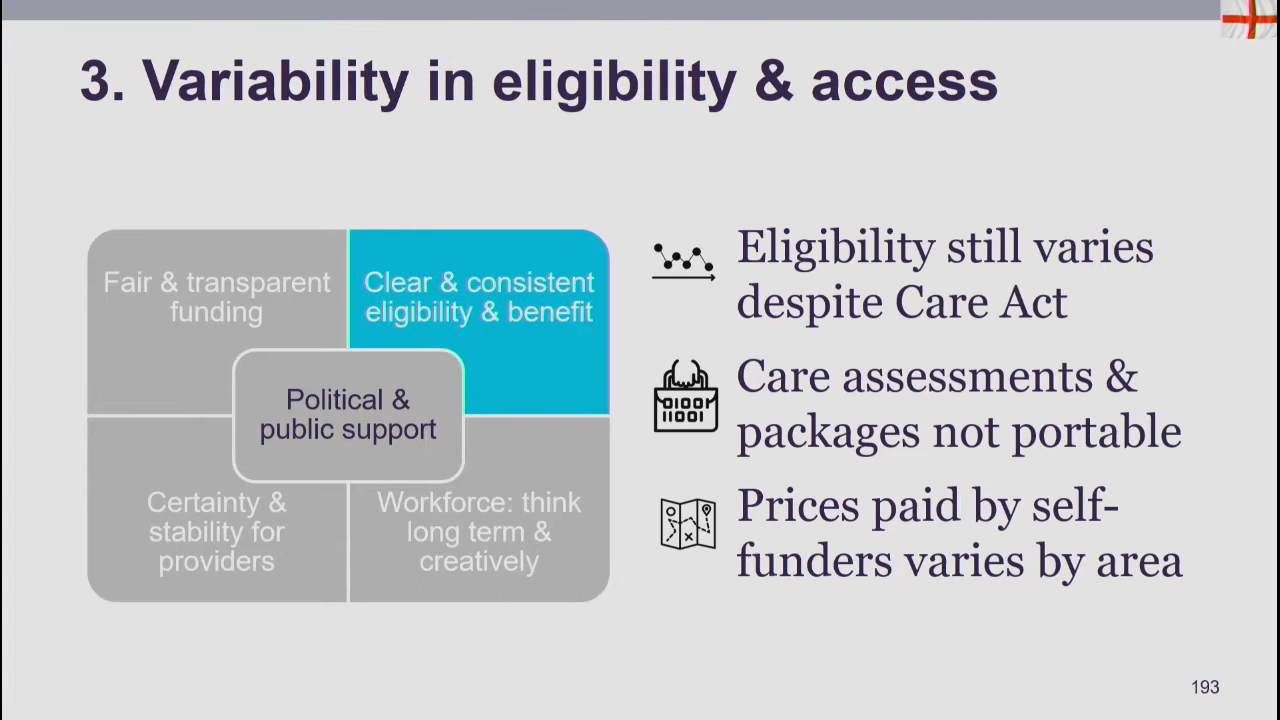 3. Variability in eligibility & access
Fair & transparent
funding
Clear & consistent
eligibility & benefit
Political &
public support
Certainty &
stability for
providers
Workforce: think
long term &
creatively
Eligibility still varies
despite Care Act
01001
11001
Care assessments &
packages not portable
Prices paid by self-
funders varies by area
193